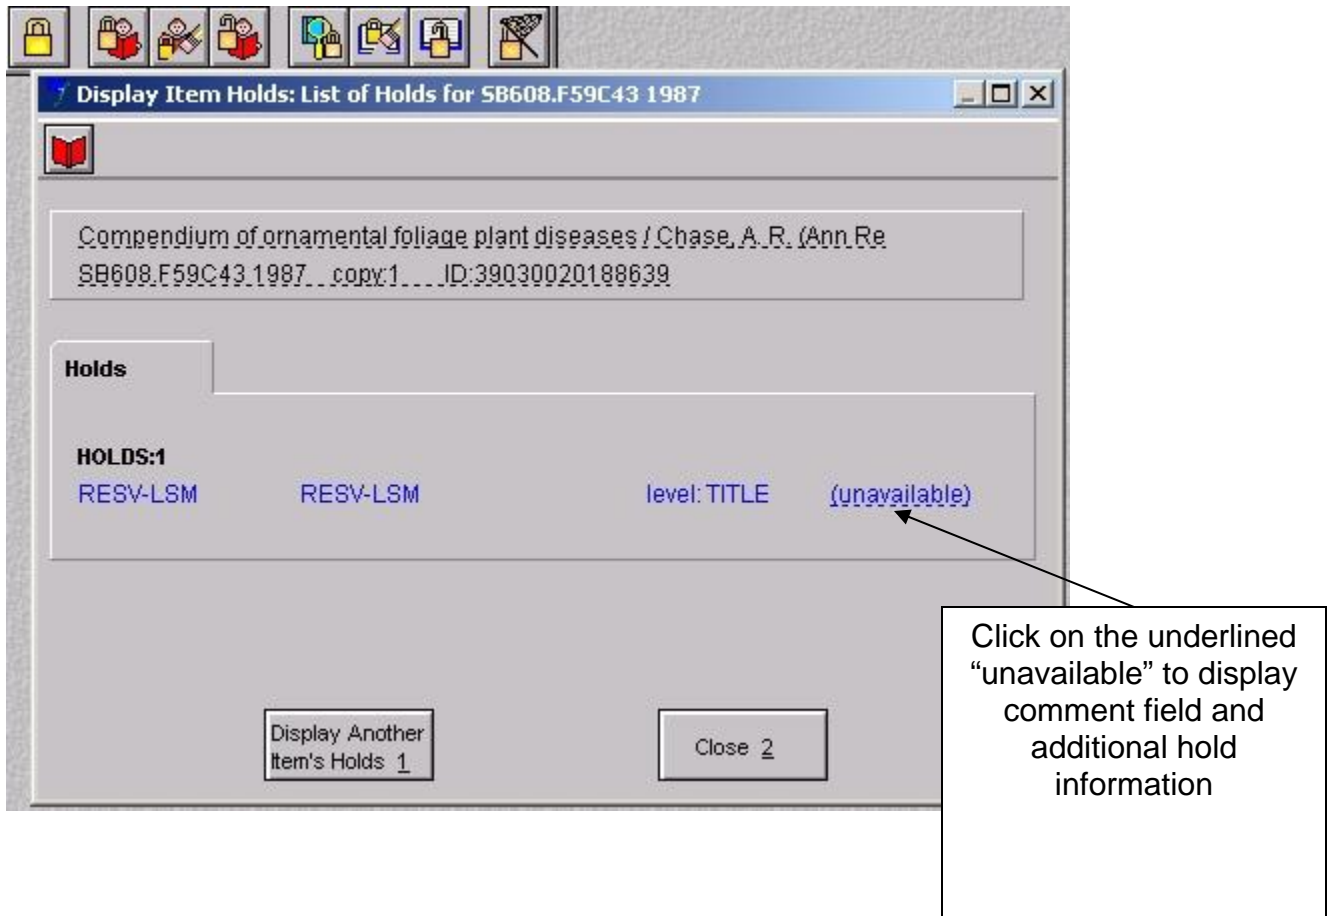 Display Item Holds: List of Holds for SB608.F59C43 1987
Compendium of ornamental foliage plant diseases / Chase, A. R. (Ann Re
SB608.F59C43 1987 copy:1 ID:39030020188639
Holds
HOLDS:1
RESV-LSM RESV-LSM level: TITLE (unavailable)
Display Another
Item's Holds 1
Close 2
Click on the underlined
“unavailable” to display
comment field and
additional hold
information